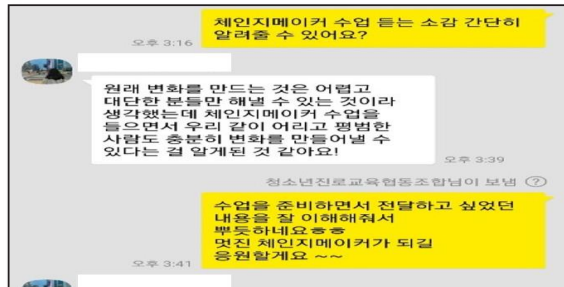 체인지메이커 수업 듣는 소감 간단히
알려줄 수 있어요?
오후 3:16
원래 변화를 만드는 것은 어렵고
대단한 분들만 해낼 수 있는 것이라
생각했는데 체인지메이커 수업을
들으면서 우리 같이 어리고 평범한
사람도 충분히 변화를 만들어낼 수
있다는 걸 알게된 것 같아요!
오후 3:39
청소년진로교육협동조합님이 보냄 ?
수업을 준비하면서 전달하고 싶었던
내용을 잘 이해해줘서
뿌듯하네요ㅎㅎ
멋진 체인지메이커가 되길
응원할게요 ~~
오후 3:41